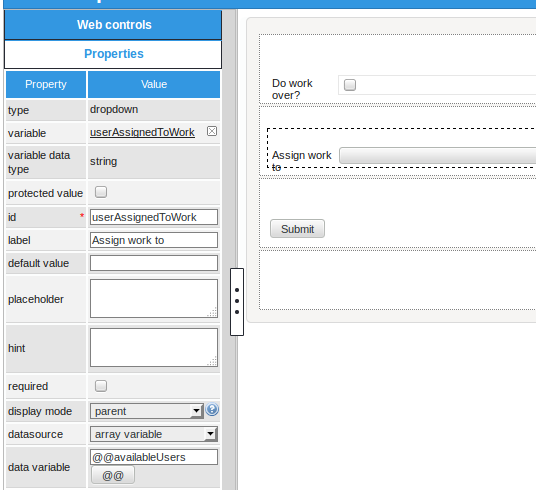 Web controls
Properties
Property Value
type dropdown
variable userAssignedToWork
variable data
type
string
protected value
id * userAssignedToWork
label Assign work to
default value
placeholder
hint
required
display mode parent
datasource array variable
data variable @@availableUsers
@@
Do work
over?
Assign work
to
Submit